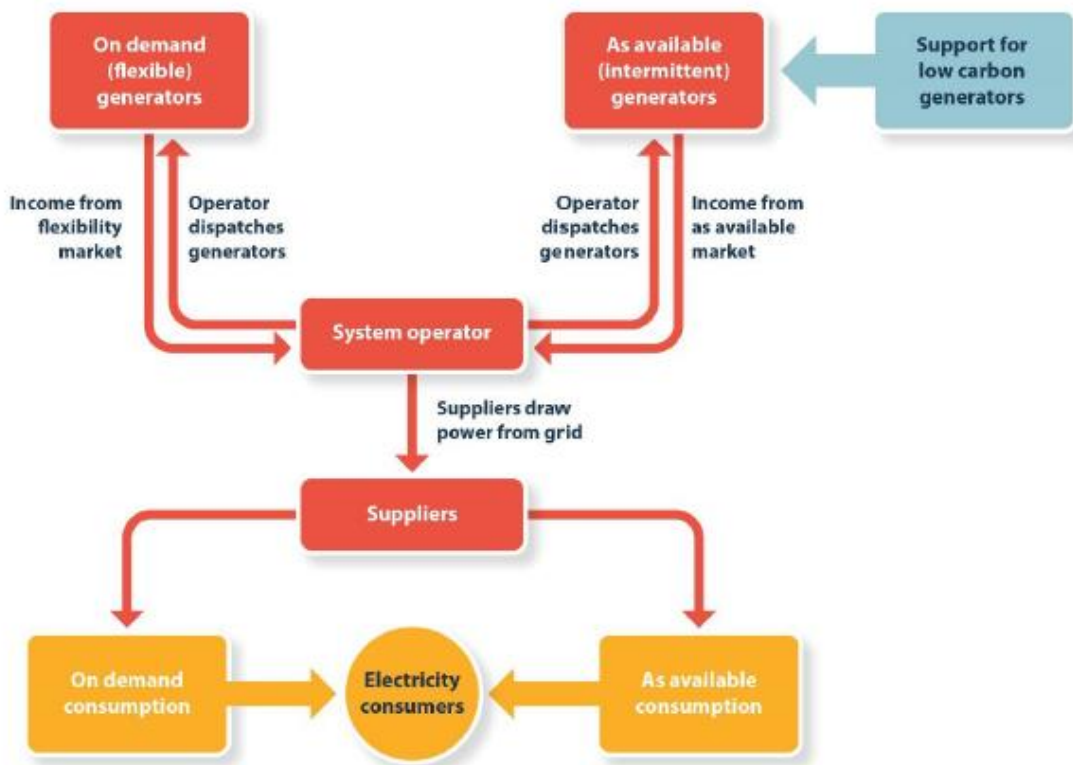 On demand
(flexible)
generators
As available
(intermittent)
generators
Support for
low carbon
generators
Income from
flexibility
market
Operator
dispatches
generators
Operator
dispatches
generators
Income from
as available
market
System operator
Suppliers draw
power from grid
Suppliers
On demand
consumption
Electricity
consumers
As available
consumption